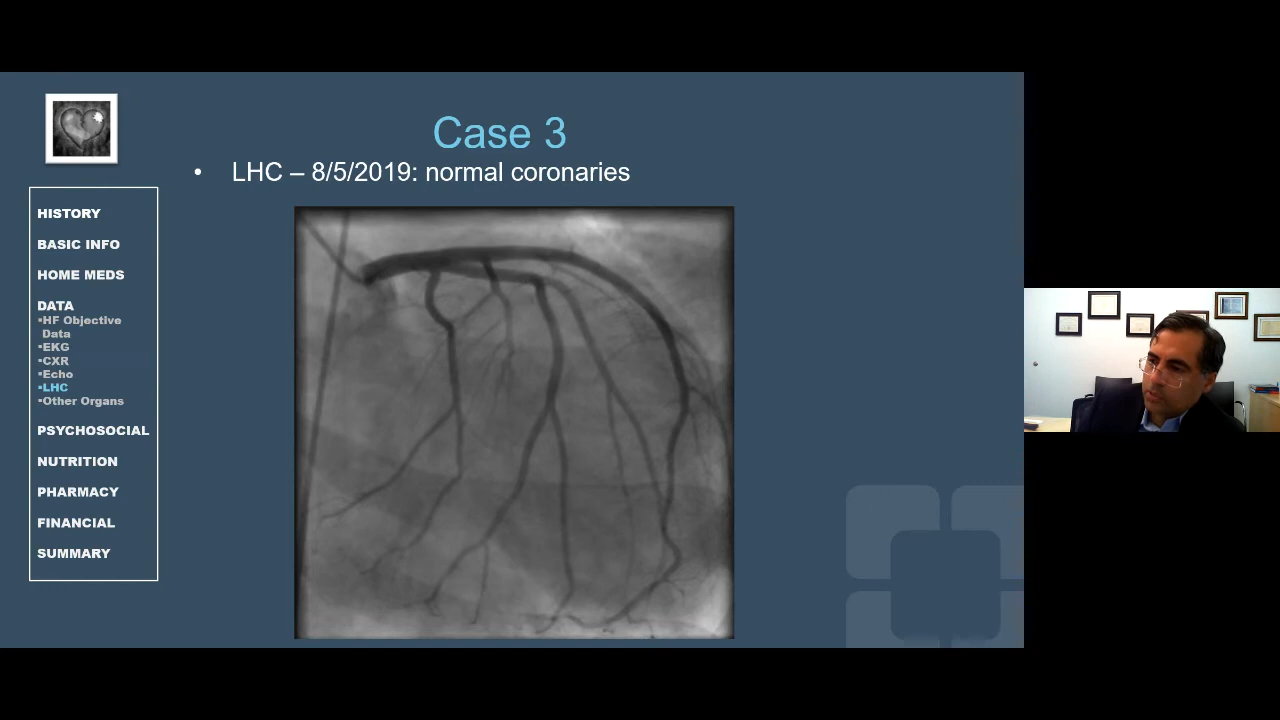 Case 3
• LHC – 8/5/2019: normal coronaries
HISTORY
BASIC INFO
HOME MEDS
DATA
▪HF Objective
Data
▪EKG
▪CXR
▪Echo
▪LHC
▪Other Organs
PSYCHOSOCIAL
NUTRITION
PHARMACY
FINANCIAL
SUMMARY